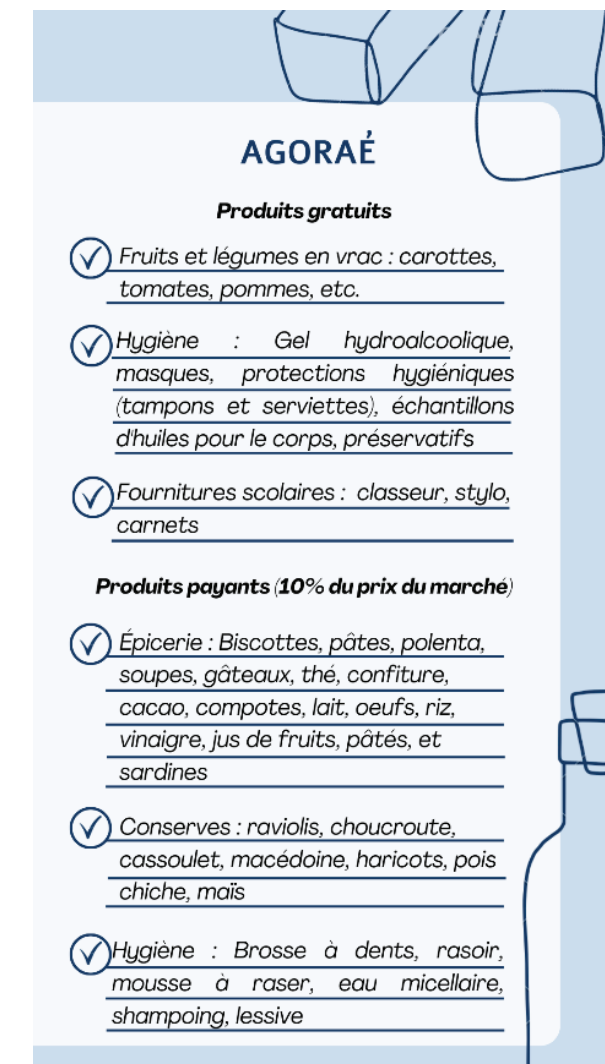 AGORAÉ
Produits gratuits
Fruits et légumes en vrac : carottes,
tomates, pommes, etc.
Hygiène : Gel hydroalcoolique,
masques, protections hygiéniques
(tampons et serviettes), échantillons
d'huiles pour le corps, préservatifs
Fournitures scolaires : classeur, stylo,
carnets
Produits payants (10% du prix du marché)
Épicerie : Biscottes, pâtes, polenta,
soupes, gâteaux, thé, confiture,
cacao, compotes, lait, oeufs, riz,
vinaigre, jus de fruits, pâtés, et
sardines
Conserves : raviolis, choucroute,
cassoulet, macédoine, haricots, pois
chiche, maïs
Hygiène : Brosse à dents, rasoir,
mousse à raser, eau micellaire,
shampoing, lessive